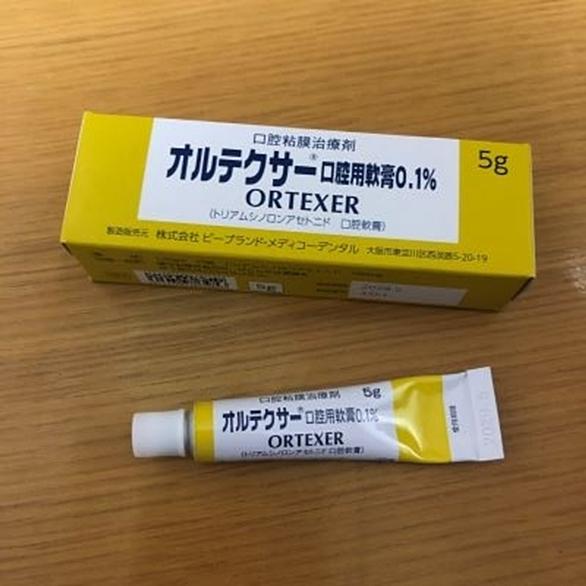 口腔粘膜治療剤
オルテクサー® 口腔用軟膏0.1%
5g
ORTEXER
(トリアムシノロンアセトニド 口腔軟膏)
製造販売元 株式会社 ビーブランド・メディコーデンタル 大阪市東淀川区西淡路5-20-19
5g
口腔粘膜治療剤
5g
オルテクサー® 口腔用軟膏0.1%
ORTEXER
(トリアムシノロンアセトニド 口腔軟膏)